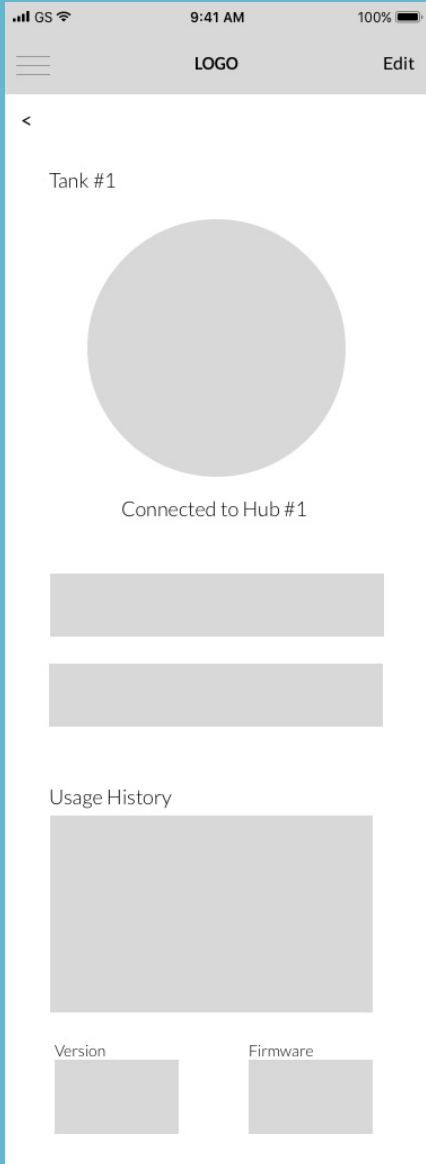 GS 9:41 AM 100%
LOGO Edit
<
Tank #1
Connected to Hub #1
Usage History
Version Firmware